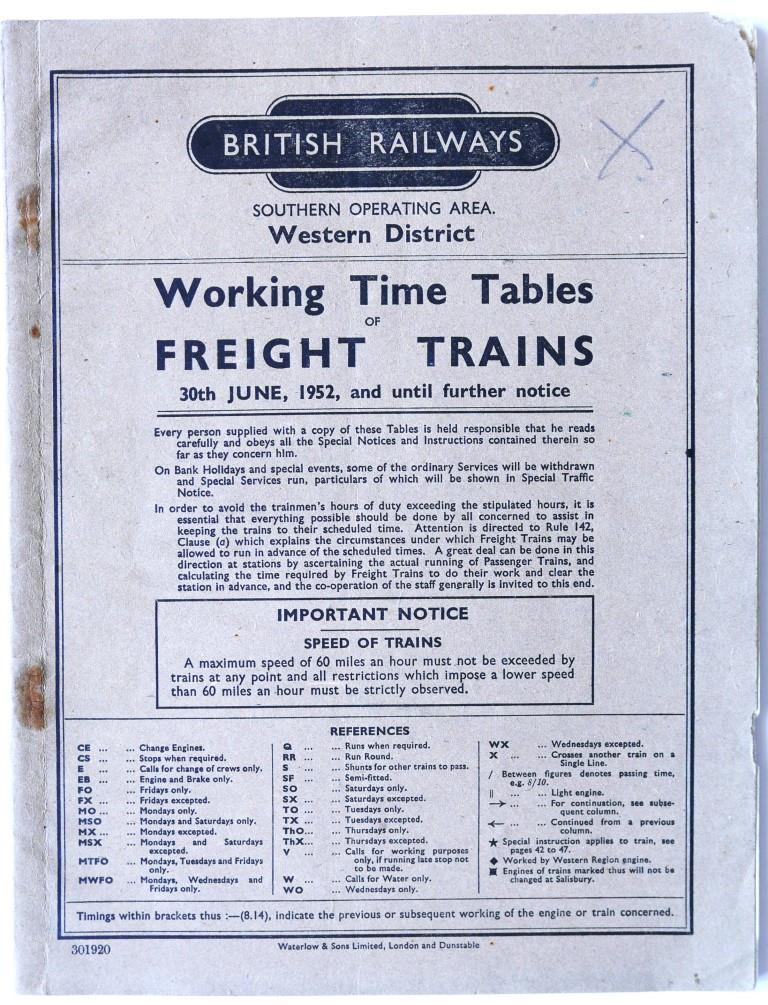 BRITISH RAILWAYS
SOUTHERN OPERATING AREA.
Western District
Working Time Tables
OF
FREIGHT TRAINS
30th JUNE, 1952, and until further notice
Every person supplied with a copy of these Tables is held responsible that he reads
carefully and obeys all the Special Notices and Instructions contained therein so
far as they concern him.
On Bank Holidays and special events, some of the ordinary Services will be withdrawn
and Special Services run, particulars of which will be shown in Special Traffic
Notice.
In order to avoid the trainmen's hours of duty exceeding the stipulated hours, it is
essential that everything possible should be done by all concerned to assist in
keeping the trains to their scheduled time. Attention is directed to Rule 142,
Clause (a) which explains the circumstances under which Freight Trains may be
allowed to run in advance of the scheduled times. A great deal can be done in this
direction at stations by ascertaining the actual running of Passenger Trains, and
calculating the time required by Freight Trains to do their work and clear the
station in advance, and the co-operation of the staff generally is invited to this end.
IMPORTANT NOTICE
SPEED OF TRAINS
A maximum speed of 60 miles an hour must not be exceeded by
trains at any point and all restrictions which impose a lower speed
than 60 miles an hour must be strictly observed.
REFERENCES
CE ... ... Change Engines.
CS ... ... Stops when required.
E ... ... Calls for change of crews only.
EB ... ... Engine and Brake only.
FO ... Fridays only.
FX ... ... Fridays excepted.
MO ... ... Mondays only.
MSO ... Mondays and Saturdays only.
MX ... ... Mondays excepted.
MSX ... Mondays and Saturdays
excepted.
MTFO ... Mondays, Tuesdays and Fridays
only.
MWFO ... Mondays, Wednesdays and
Fridays only.
Q ... ... Runs when required.
RR ... ... Run Round.
S ... ... Shunts for other trains to pass.
SF ... ... Semi-fitted.
SO ... Saturdays only.
SX ... ... Saturdays excepted.
TO ... ... Tuesdays only.
TX ... ... Tuesdays excepted.
ThO... ... Thursdays only.
ThX... ... Thursdays excepted.
V ... ... Calls for working purposes
only, if running late stop not
to be made.
W ... ... Calls for Water only.
WO ... Wednesdays only.
WX ... Wednesdays excepted.
X ... ... Crosses another train on a
Single Line.
/ Between figures denotes passing time,
e.g. 8/10.
|| ... ... Light engine.
→ ... ... For continuation, see subse-
quent column.
← ... ... Continued from a previous
column.
★ Special instruction applies to train, see
pages 42 to 47.
◆ Worked by Western Region engine.
■ Engines of trains marked thus will not be
changed at Salisbury.
Timings within brackets thus :—(8.14), indicate the previous or subsequent working of the engine or train concerned.
301920
Waterlow & Sons Limited, London and Dunstable